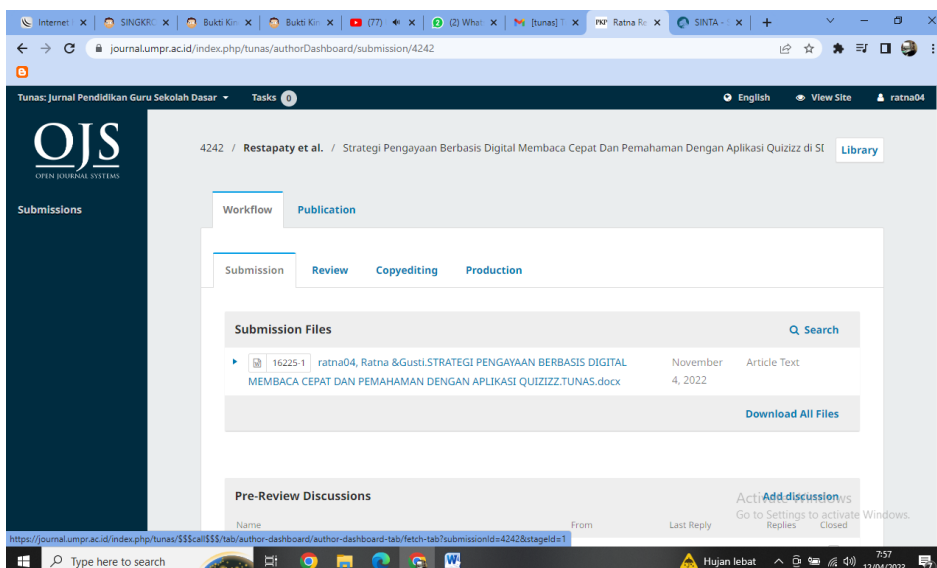 Internet
SINGKRO
Bukti Kin
Bukti Kin
(77)
(2) What
[tunas] T
PKP Ratna Re
SINTA - S
journal.umpr.ac.id/index.php/tunas/authorDashboard/submission/4242
Tunas: Jurnal Pendidikan Guru Sekolah Dasar Tasks 0 English View Site ratna04
OJS
OPEN JOURNAL SYSTEMS
4242 / Restapaty et al. / Strategi Pengayaan Berbasis Digital Membaca Cepat Dan Pemahaman Dengan Aplikasi Quizizz di SD
Library
Submissions
Workflow Publication
Submission Review Copyediting Production
Submission Files Search
16225-1 ratna04, Ratna &Gusti.STRATEGI PENGAYAAN BERBASIS DIGITAL November Article Text
MEMBACA CEPAT DAN PEMAHAMAN DENGAN APLIKASI QUIZIZZ.TUNAS.docx 4, 2022
Download All Files
Pre-Review Discussions Add discussion
Activate Windows
Go to Settings to activate Windows.
Name From Last Reply Replies Closed
https://journal.umpr.ac.id/index.php/tunas/$$$call$$$/tab/author-dashboard/author-dashboard-tab/fetch-tab?submissionId=4242&stageId=1
Type here to search
Hujan lebat
7:57
12/04/2023